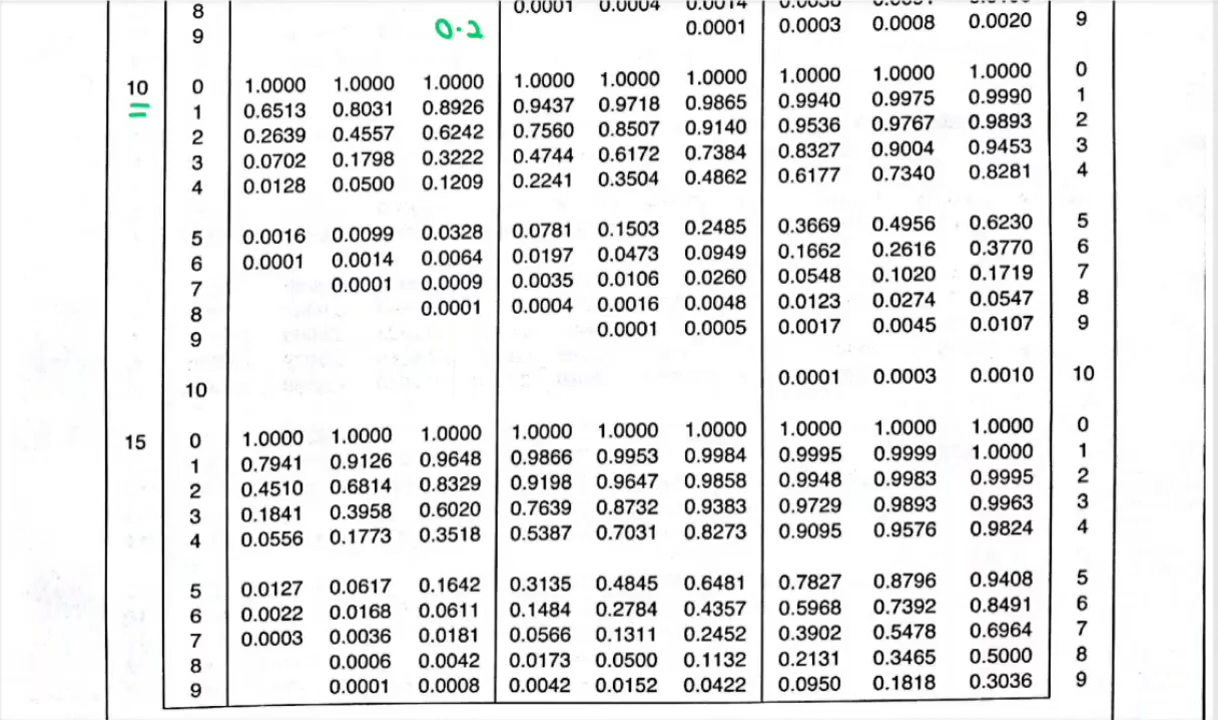 8 0.0001 0.0004 0.0014
9 0.0001 0.0003 0.0008 0.0020 9
0.2
10 0 1.0000 1.0000 1.0000 1.0000 1.0000 1.0000 1.0000 1.0000 1.0000 0
1 0.6513 0.8031 0.8926 0.9437 0.9718 0.9865 0.9940 0.9975 0.9990 1
2 0.2639 0.4557 0.6242 0.7560 0.8507 0.9140 0.9536 0.9767 0.9893 2
3 0.0702 0.1798 0.3222 0.4744 0.6172 0.7384 0.8327 0.9004 0.9453 3
4 0.0128 0.0500 0.1209 0.2241 0.3504 0.4862 0.6177 0.7340 0.8281 4
5 0.0016 0.0099 0.0328 0.0781 0.1503 0.2485 0.3669 0.4956 0.6230 5
6 0.0001 0.0014 0.0064 0.0197 0.0473 0.0949 0.1662 0.2616 0.3770 6
7 0.0001 0.0009 0.0035 0.0106 0.0260 0.0548 0.1020 0.1719 7
8 0.0001 0.0004 0.0016 0.0048 0.0123 0.0274 0.0547 8
9 0.0001 0.0005 0.0017 0.0045 0.0107 9
10 0.0001 0.0003 0.0010 10
15 0 1.0000 1.0000 1.0000 1.0000 1.0000 1.0000 1.0000 1.0000 1.0000 0
1 0.7941 0.9126 0.9648 0.9866 0.9953 0.9984 0.9995 0.9999 1.0000 1
2 0.4510 0.6814 0.8329 0.9198 0.9647 0.9858 0.9948 0.9983 0.9995 2
3 0.1841 0.3958 0.6020 0.7639 0.8732 0.9383 0.9729 0.9893 0.9963 3
4 0.0556 0.1773 0.3518 0.5387 0.7031 0.8273 0.9095 0.9576 0.9824 4
5 0.0127 0.0617 0.1642 0.3135 0.4845 0.6481 0.7827 0.8796 0.9408 5
6 0.0022 0.0168 0.0611 0.1484 0.2784 0.4357 0.5968 0.7392 0.8491 6
7 0.0003 0.0036 0.0181 0.0566 0.1311 0.2452 0.3902 0.5478 0.6964 7
8 0.0006 0.0042 0.0173 0.0500 0.1132 0.2131 0.3465 0.5000 8
9 0.0001 0.0008 0.0042 0.0152 0.0422 0.0950 0.1818 0.3036 9